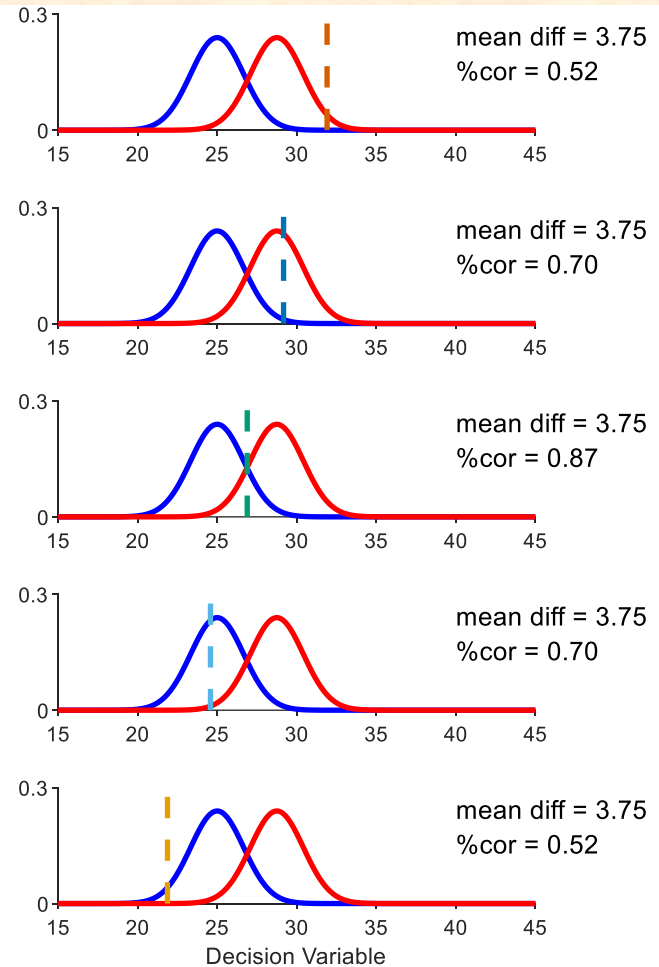 0.3
mean diff = 3.75
%cor = 0.52
0
15 20 25 30 35 40 45
0.3
mean diff = 3.75
%cor = 0.70
0
15 20 25 30 35 40 45
0.3
mean diff = 3.75
%cor = 0.87
0
15 20 25 30 35 40 45
0.3
mean diff = 3.75
%cor = 0.70
0
15 20 25 30 35 40 45
0.3
mean diff = 3.75
%cor = 0.52
0
15 20 25 30 35 40 45
Decision Variable